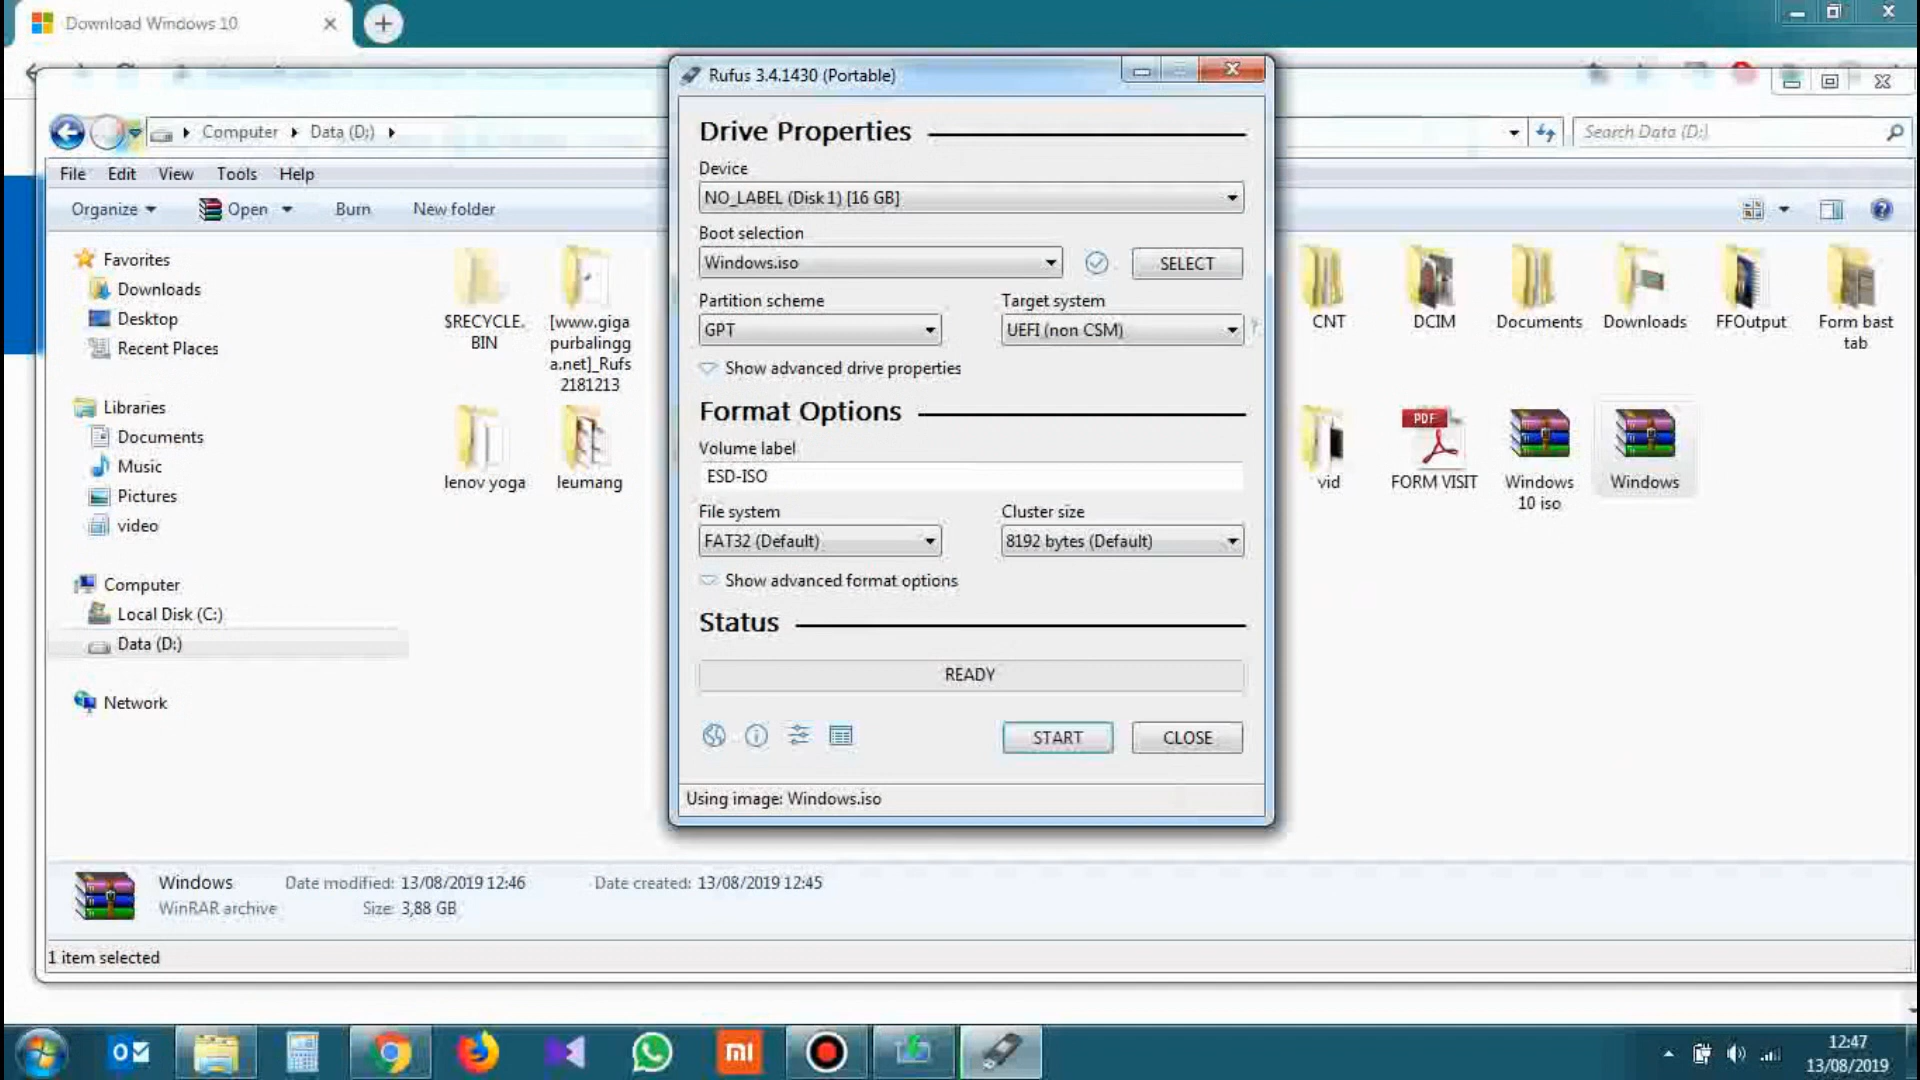 Download Windows 10
Rufus 3.4.1430 (Portable)
Computer
Data (D:)
Search Data (D:)
File
Edit
View
Tools
Help
Organize
Open
Burn
New folder
Favorites
Downloads
Desktop
Recent Places
Libraries
Documents
Music
Pictures
video
Computer
Local Disk (C:)
Data (D:)
Network
$RECYCLE.
BIN
[www.giga
purbalingg
a.net]_Rufs
2181213
lenov yoga
leumang
Drive Properties
Device
NO_LABEL (Disk 1) [16 GB]
Boot selection
Windows.iso
SELECT
Partition scheme
Target system
GPT
UEFI (non CSM)
?
Show advanced drive properties
Format Options
Volume label
ESD-ISO
File system
Cluster size
FAT32 (Default)
8192 bytes (Default)
Show advanced format options
Status
READY
START
CLOSE
Using image: Windows.iso
CNT
DCIM
Documents
Downloads
FFOutput
Form bast
tab
vid
PDF
FORM VISIT
Windows
10 iso
Windows
Windows
Date modified: 13/08/2019 12:46
Date created: 13/08/2019 12:45
WinRAR archive
Size: 3,88 GB
1 item selected
12:47
13/08/2019